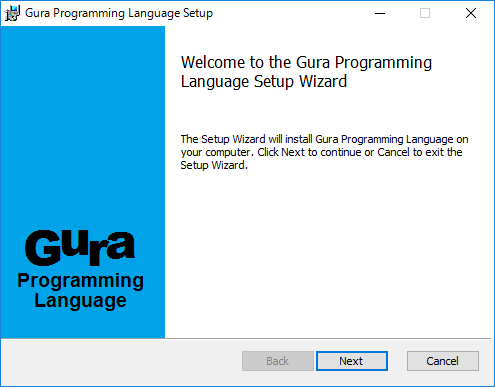 Gura Programming Language Setup
Welcome to the Gura Programming
Language Setup Wizard
The Setup Wizard will install Gura Programming Language on
your computer. Click Next to continue or Cancel to exit the
Setup Wizard.
Gura
Programming
Language
Back
Next
Cancel